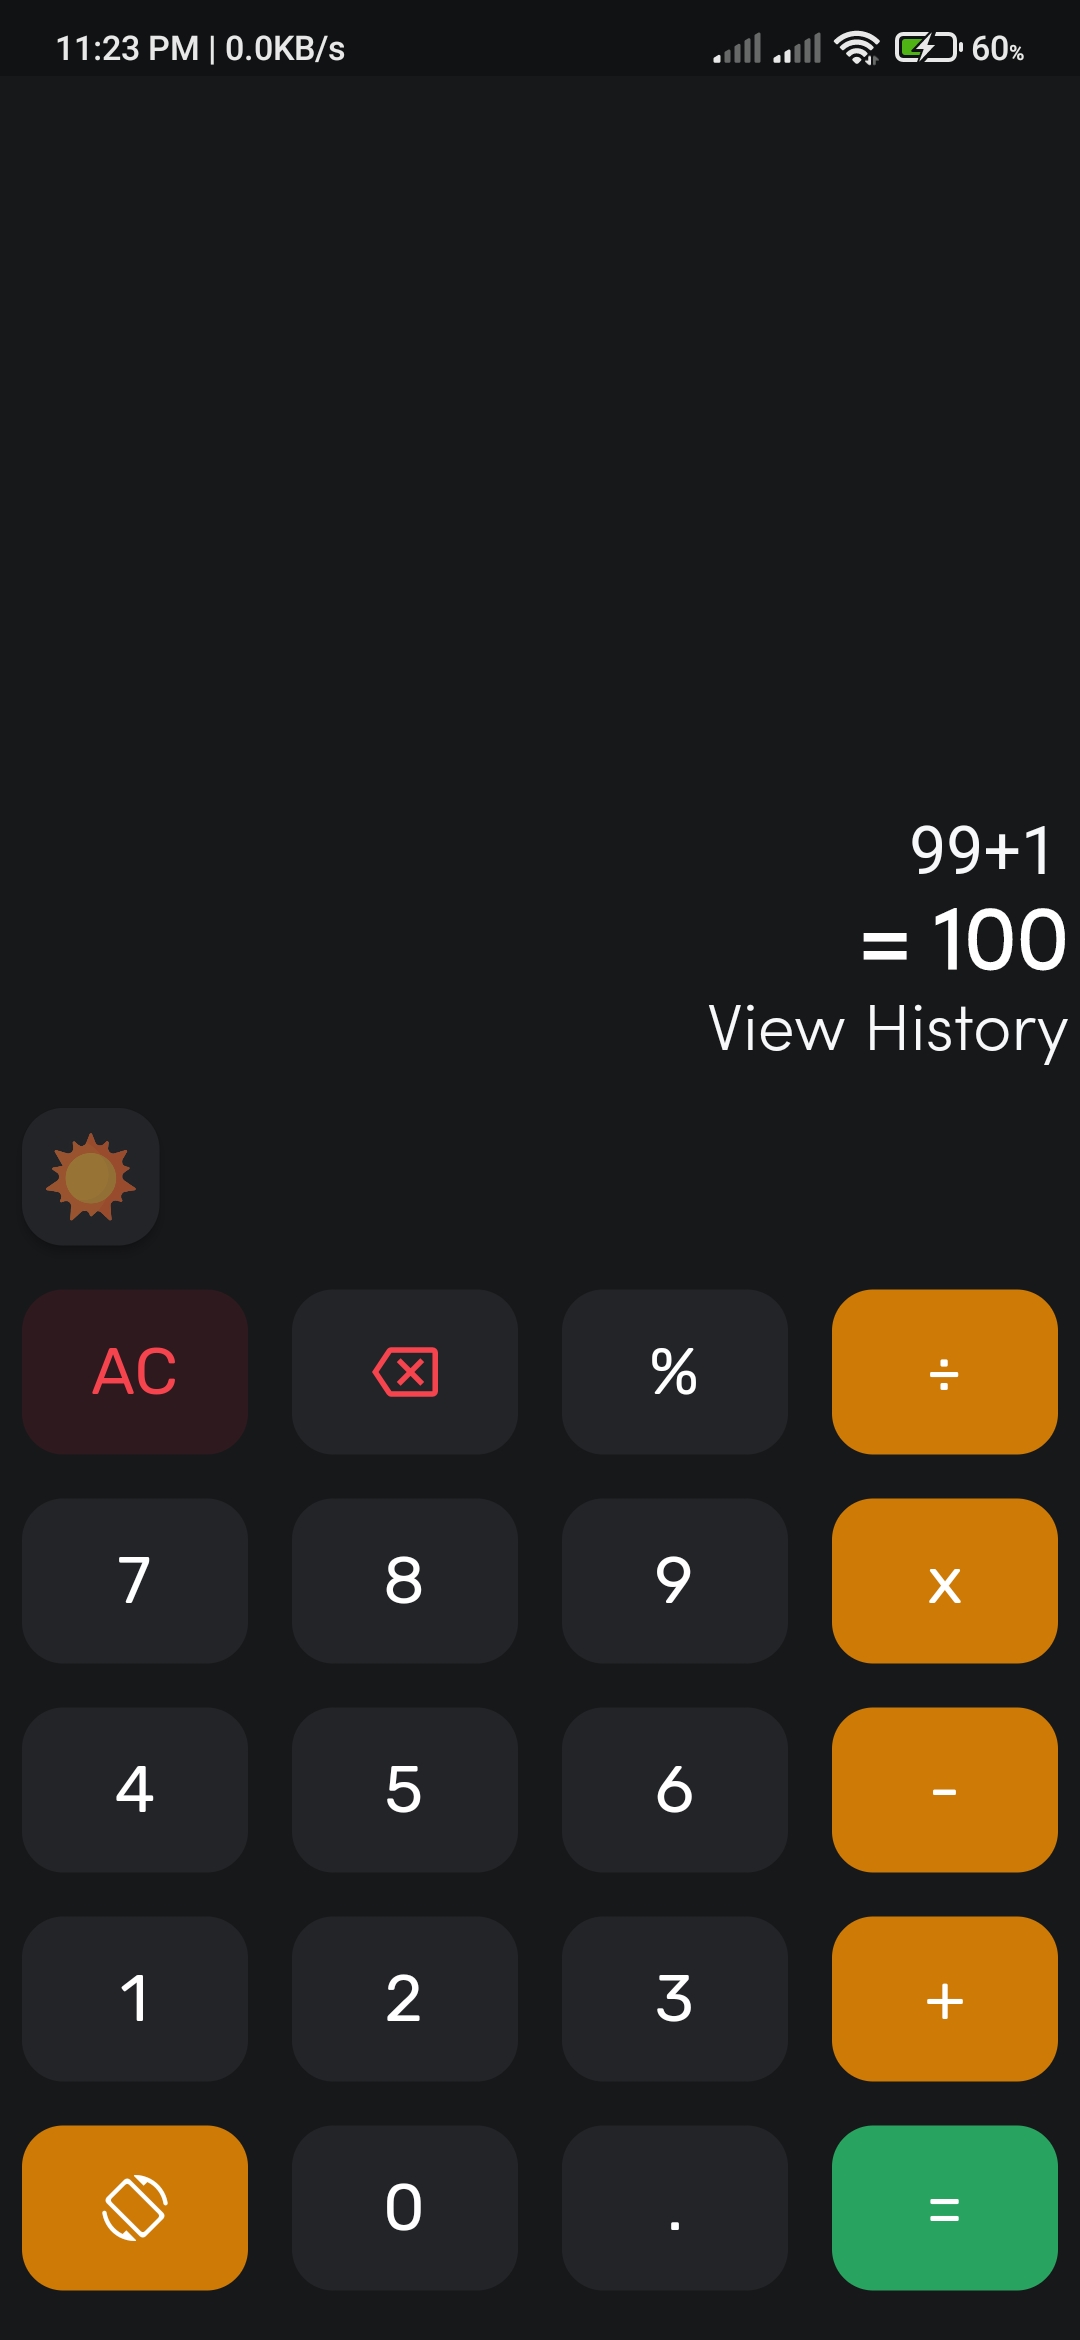 11:23 PM | 0.0KB/s 60%
99+1
= 100
View History
AC % ÷
7 8 9 x
4 5 6 -
1 2 3 +
0 . =